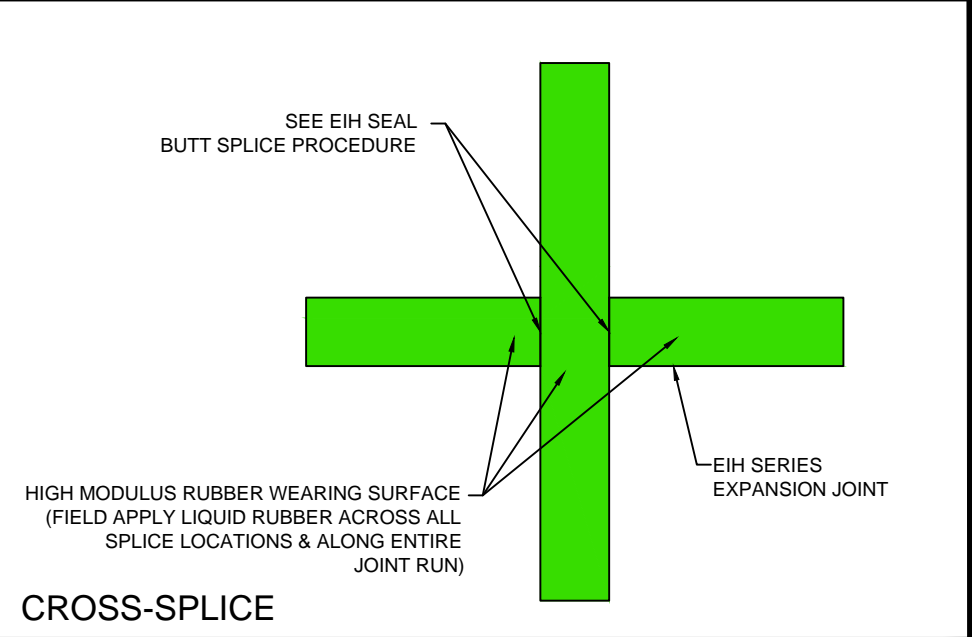 SEE EIH SEAL
BUTT SPLICE PROCEDURE
EIH SERIES
EXPANSION JOINT
HIGH MODULUS RUBBER WEARING SURFACE
(FIELD APPLY LIQUID RUBBER ACROSS ALL
SPLICE LOCATIONS & ALONG ENTIRE
JOINT RUN)
CROSS-SPLICE